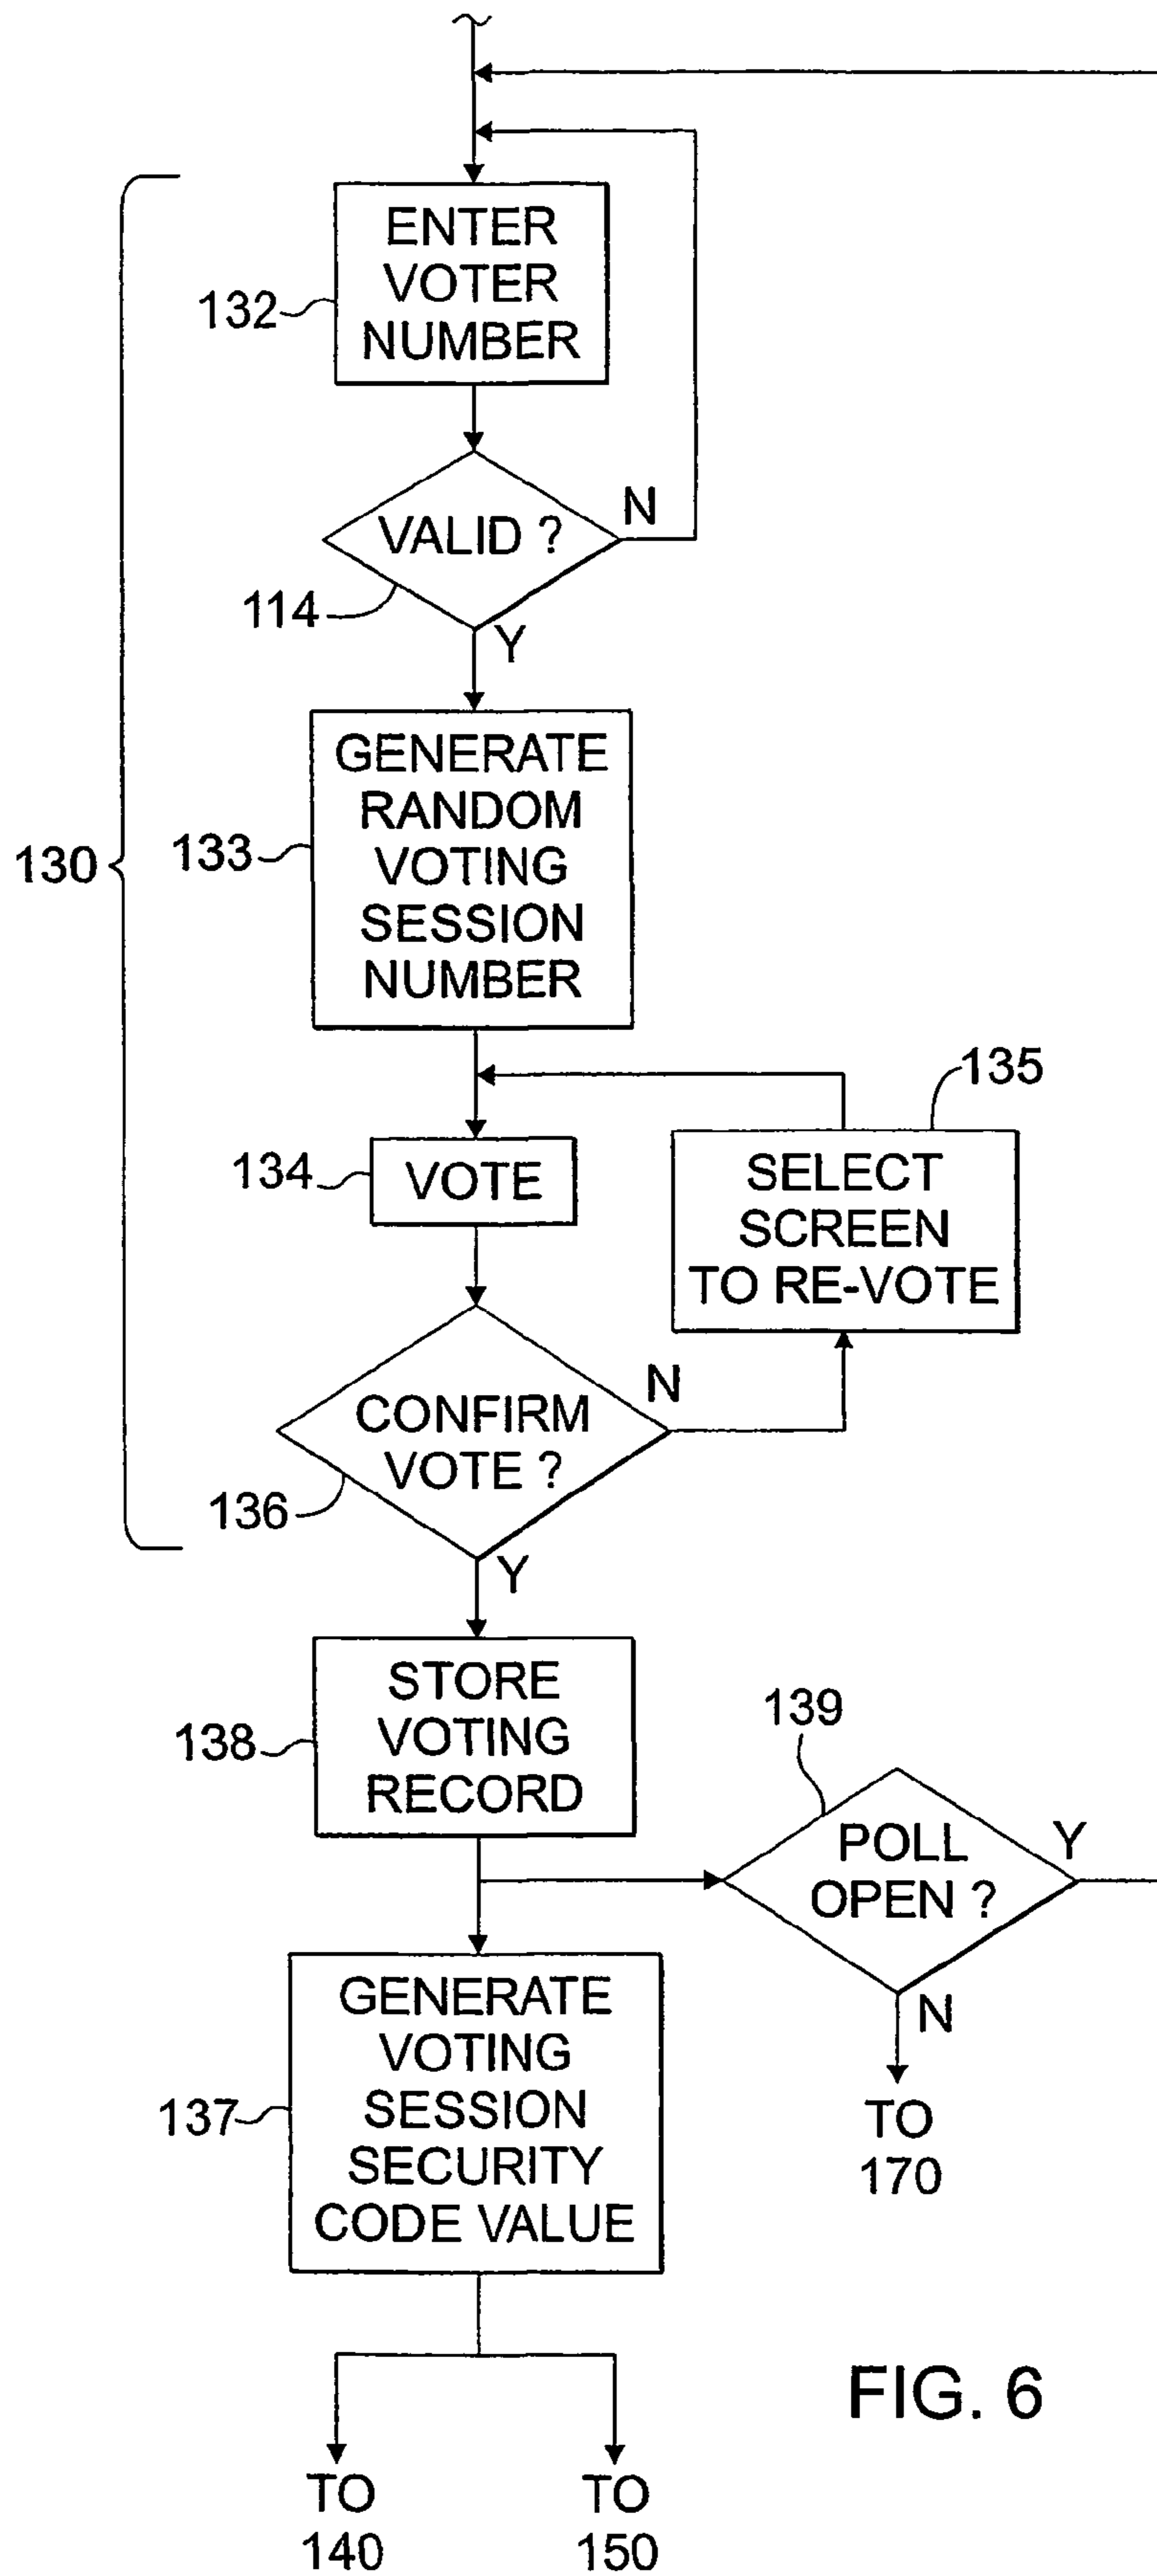 ENTER
VOTER
NUMBER
132
VALID ?
N
114
Y
GENERATE
RANDOM
VOTING
SESSION
NUMBER
133
130
135
SELECT
SCREEN
TO RE-VOTE
134
VOTE
N
CONFIRM
VOTE ?
136
Y
STORE
VOTING
RECORD
138
139
POLL
OPEN ?
Y
N
TO
170
GENERATE
VOTING
SESSION
SECURITY
CODE VALUE
137
FIG. 6
TO
140
TO
150